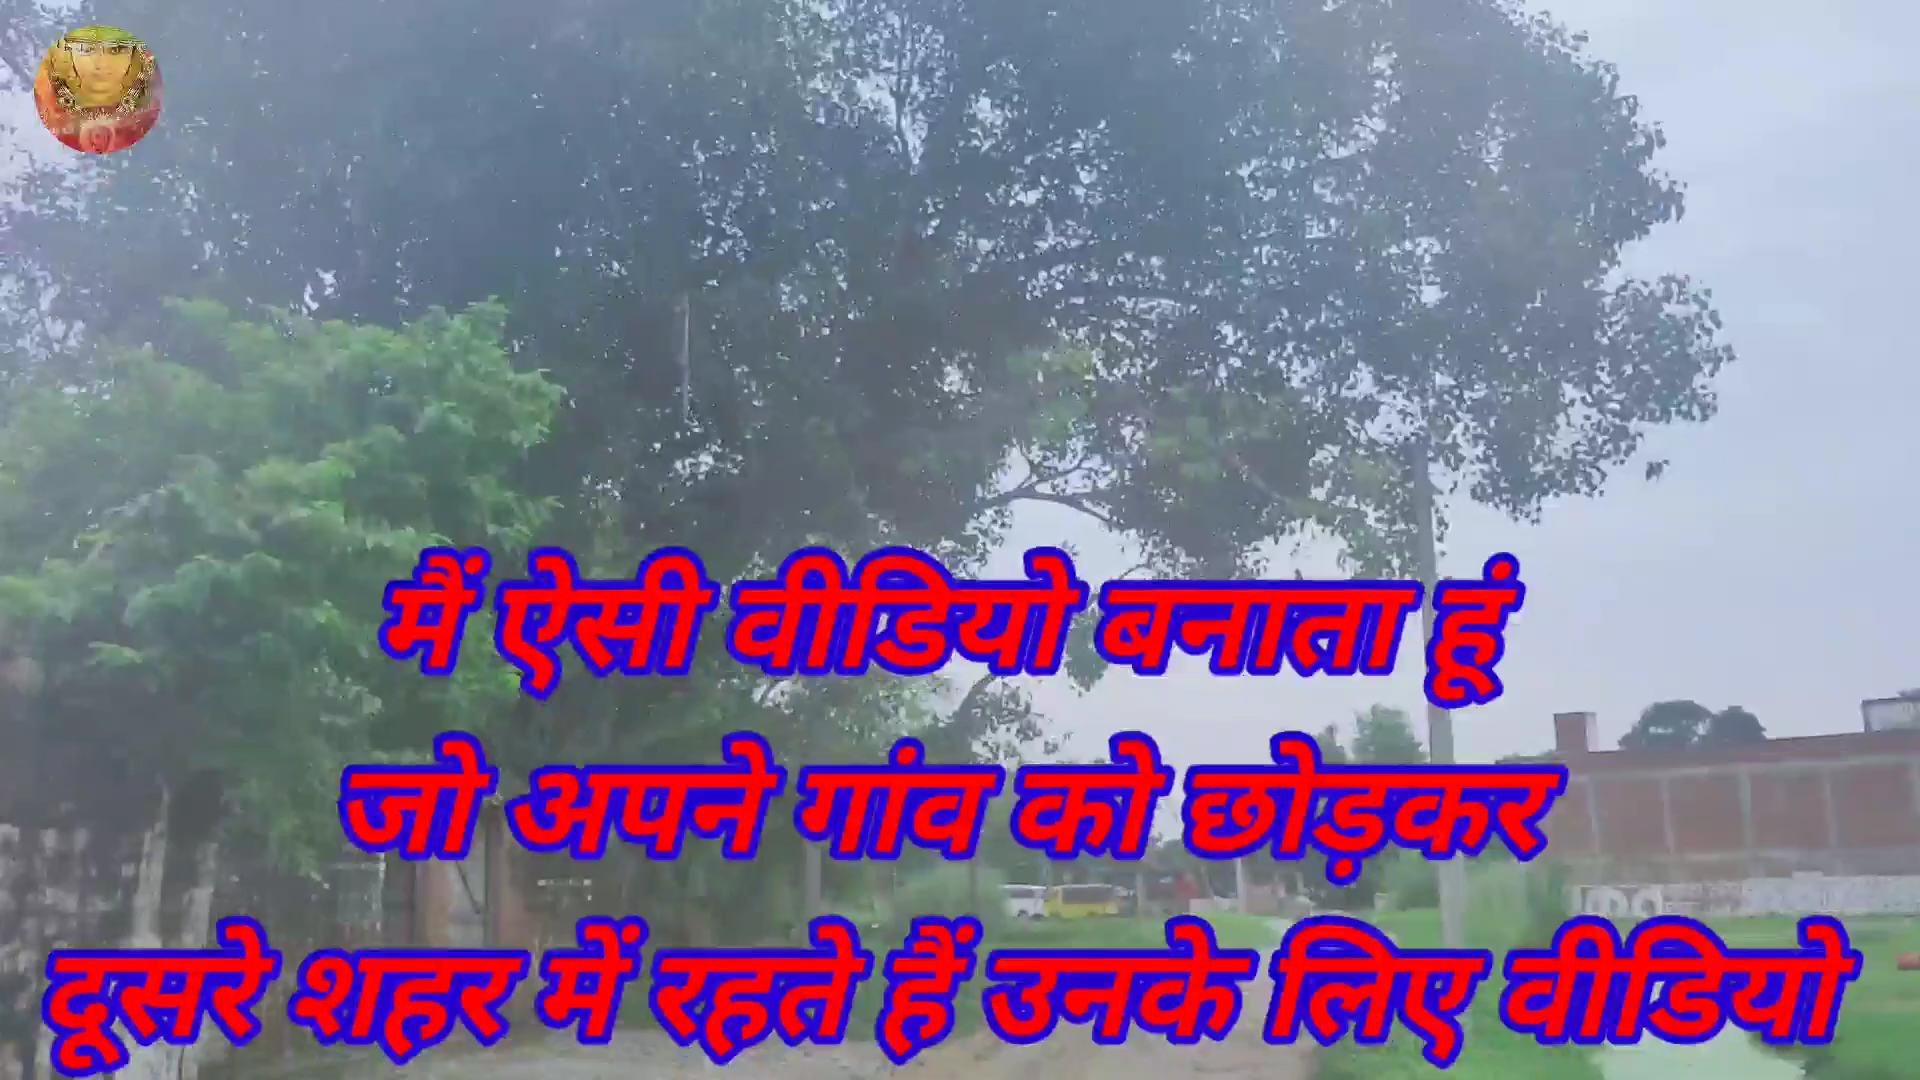 मैं ऐसी वीडियो बनाता हूं
जो अपने गांव को छोड़कर
दूसरे शहर में रहते हैं उनके लिए वीडियो